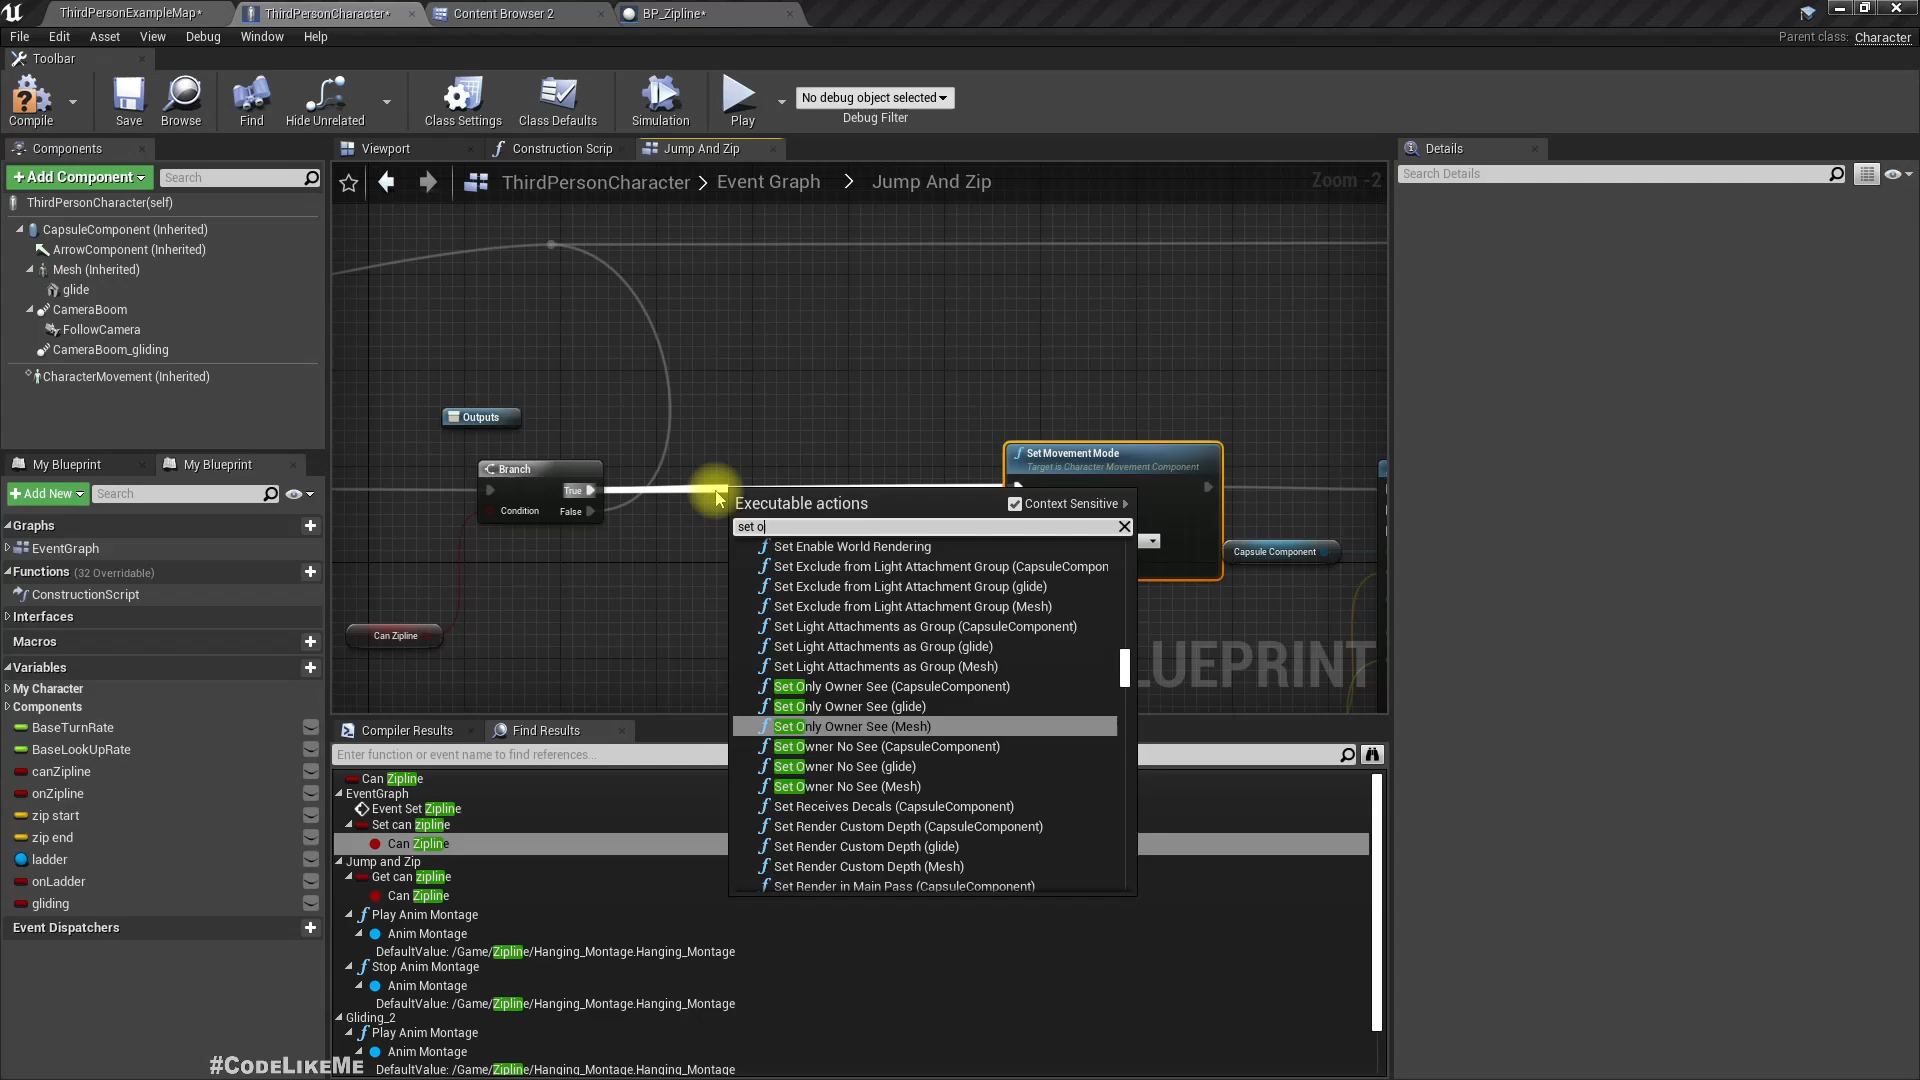 ThirdPersonExampleMap*
ThirdPersonCharacter*
Content Browser 2
BP_Zipline*
File
Edit
Asset
View
Debug
Window
Help
Parent class: Character
Toolbar
Compile
Save
Browse
Find
Hide Unrelated
Class Settings
Class Defaults
Simulation
Play
No debug object selected
Debug Filter
Components
Viewport
Construction Scrip
Jump And Zip
Details
+ Add Component
Search
ThirdPersonCharacter > Event Graph > Jump And Zip
Zoom -2
Search Details
ThirdPersonCharacter(self)
CapsuleComponent (Inherited)
ArrowComponent (Inherited)
Mesh (Inherited)
glide
CameraBoom
FollowCamera
CameraBoom_gliding
CharacterMovement (Inherited)
Outputs
Branch
True
Condition
False
Can Zipline
Set Movement Mode
Target is Character Movement Component
Capsule Component
LUEPRINT
Executable actions
Context Sensitive
set o
Set Enable World Rendering
Set Exclude from Light Attachment Group (CapsuleCompon
Set Exclude from Light Attachment Group (glide)
Set Exclude from Light Attachment Group (Mesh)
Set Light Attachments as Group (CapsuleComponent)
Set Light Attachments as Group (glide)
Set Light Attachments as Group (Mesh)
Set Only Owner See (CapsuleComponent)
Set Only Owner See (glide)
Set Only Owner See (Mesh)
Set Owner No See (CapsuleComponent)
Set Owner No See (glide)
Set Owner No See (Mesh)
Set Receives Decals (CapsuleComponent)
Set Render Custom Depth (CapsuleComponent)
Set Render Custom Depth (glide)
Set Render Custom Depth (Mesh)
Set Render in Main Pass (CapsuleComponent)
My Blueprint
My Blueprint
+ Add New
Search
Graphs
EventGraph
Functions (32 Overridable)
ConstructionScript
Interfaces
Macros
Variables
My Character
Components
BaseTurnRate
BaseLookUpRate
canZipline
onZipline
zip start
zip end
ladder
onLadder
gliding
Event Dispatchers
Compiler Results
Find Results
Enter function or event name to find references...
Can Zipline
EventGraph
Event Set Zipline
Set can zipline
Can Zipline
Jump and Zip
Get can zipline
Can Zipline
Play Anim Montage
Anim Montage
DefaultValue: /Game/Zipline/Hanging_Montage.Hanging_Montage
Stop Anim Montage
Anim Montage
DefaultValue: /Game/Zipline/Hanging_Montage.Hanging_Montage
Gliding_2
Play Anim Montage
Anim Montage
DefaultValue: /Game/Zipline/Hanging_Montage.Hanging_Montage
#CodeLikeMe